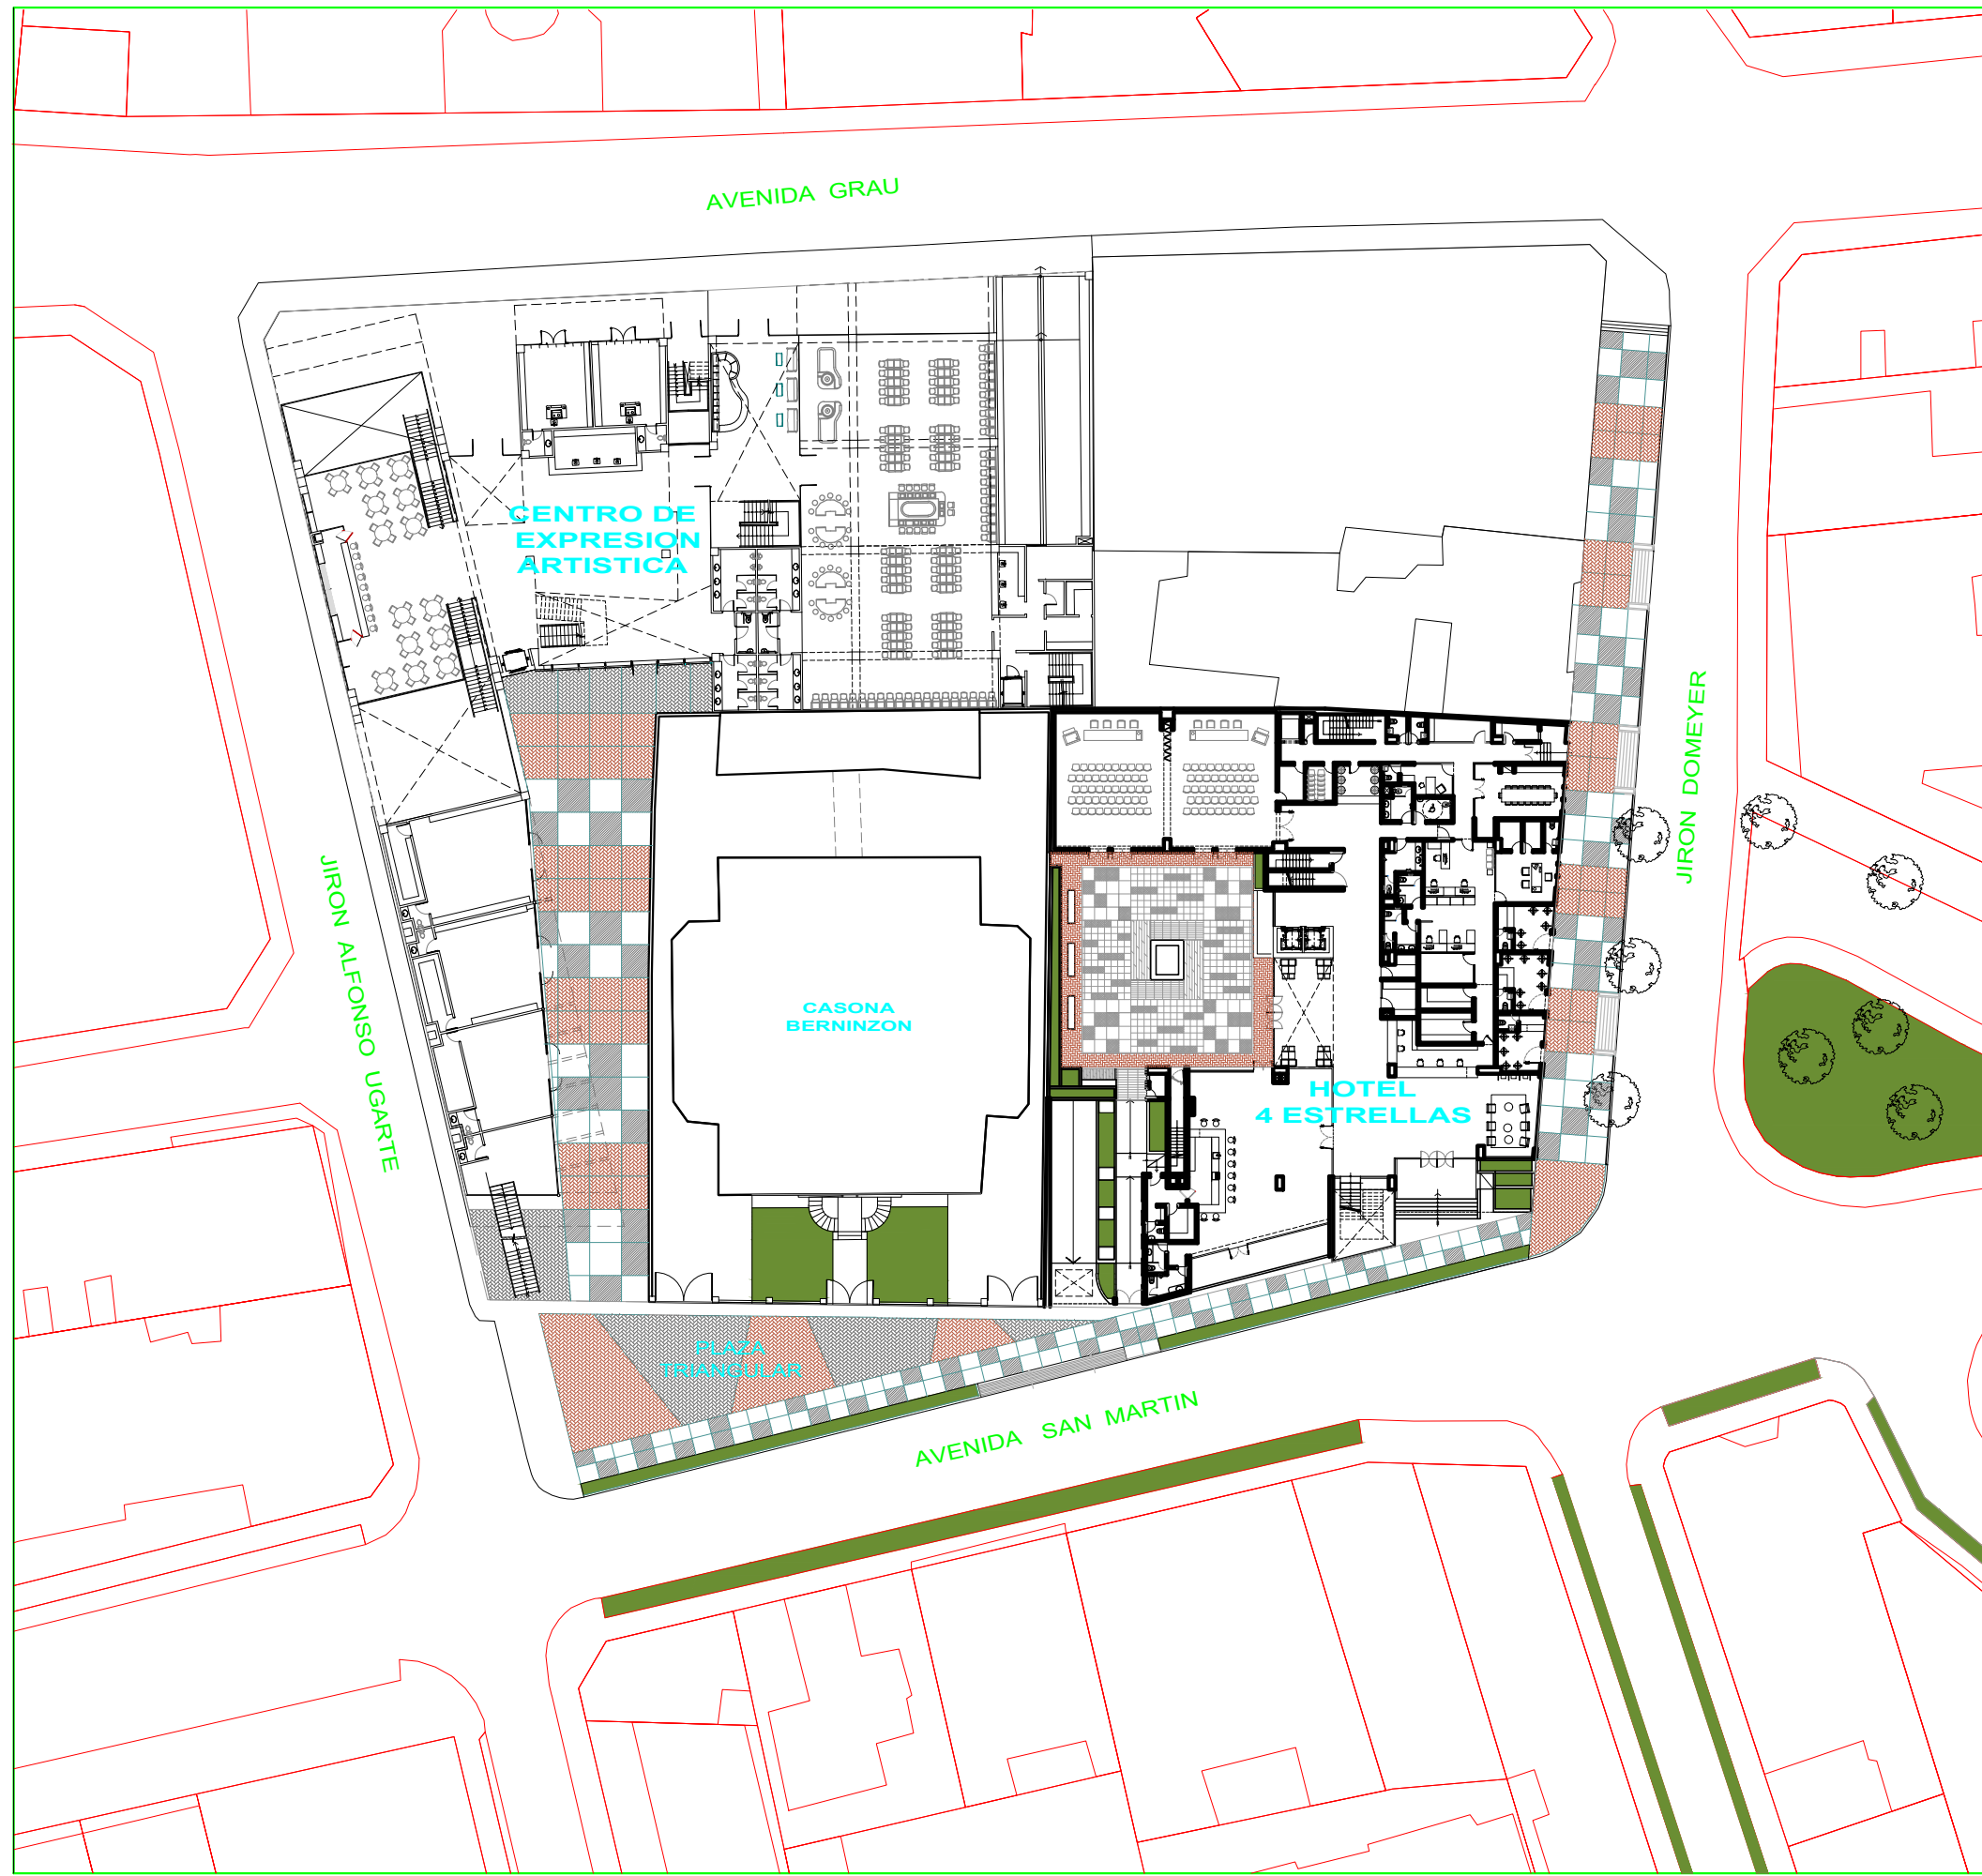 AVENIDA GRAU
CENTRO DE
EXPRESION
ARTISTICA
JIRON DOMEYER
JIRON ALFONSO UGARTE
CASONA
BERNINZON
HOTEL
4 ESTRELLAS
PLAZA
TRIANGULAR
AVENIDA SAN MARTIN